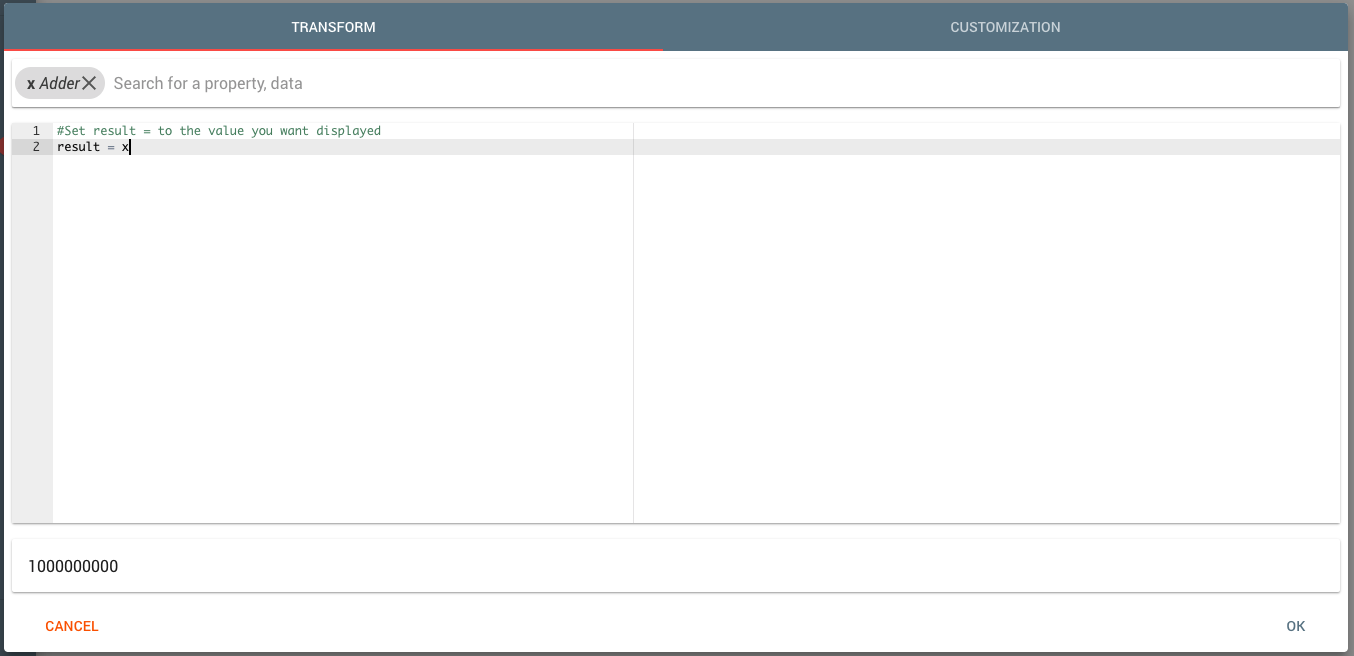 TRANSFORM CUSTOMIZATION
x Adder Search for a property, data
1 #Set result = to the value you want displayed
2 result = x
1000000000
CANCEL OK